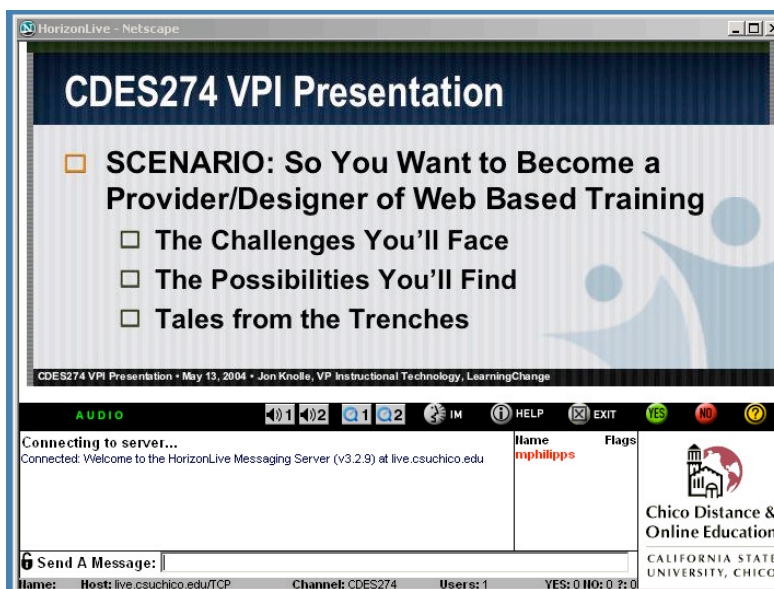 HorizonLive - Netscape
CDES274 VPI Presentation
SCENARIO: So You Want to Become a
Provider/Designer of Web Based Training
The Challenges You'll Face
The Possibilities You'll Find
Tales from the Trenches
CDES274 VPI Presentation • May 13, 2004 • Jon Knolle, VP Instructional Technology, LearningChange
AUDIO 1 2 1 2 IM HELP EXIT YES NO ?
Connecting to server...
Connected: Welcome to the HorizonLive Messaging Server (v3.2.9) at live.csuchico.edu
Name Flags
mphilipps
Chico Distance &
Online Education
CALIFORNIA STATE
UNIVERSITY, CHICO
Send A Message:
Name: Host: live.csuchico.edu/TCP Channel: CDES274 Users: 1 YES: 0 NO: 0 ?: 0